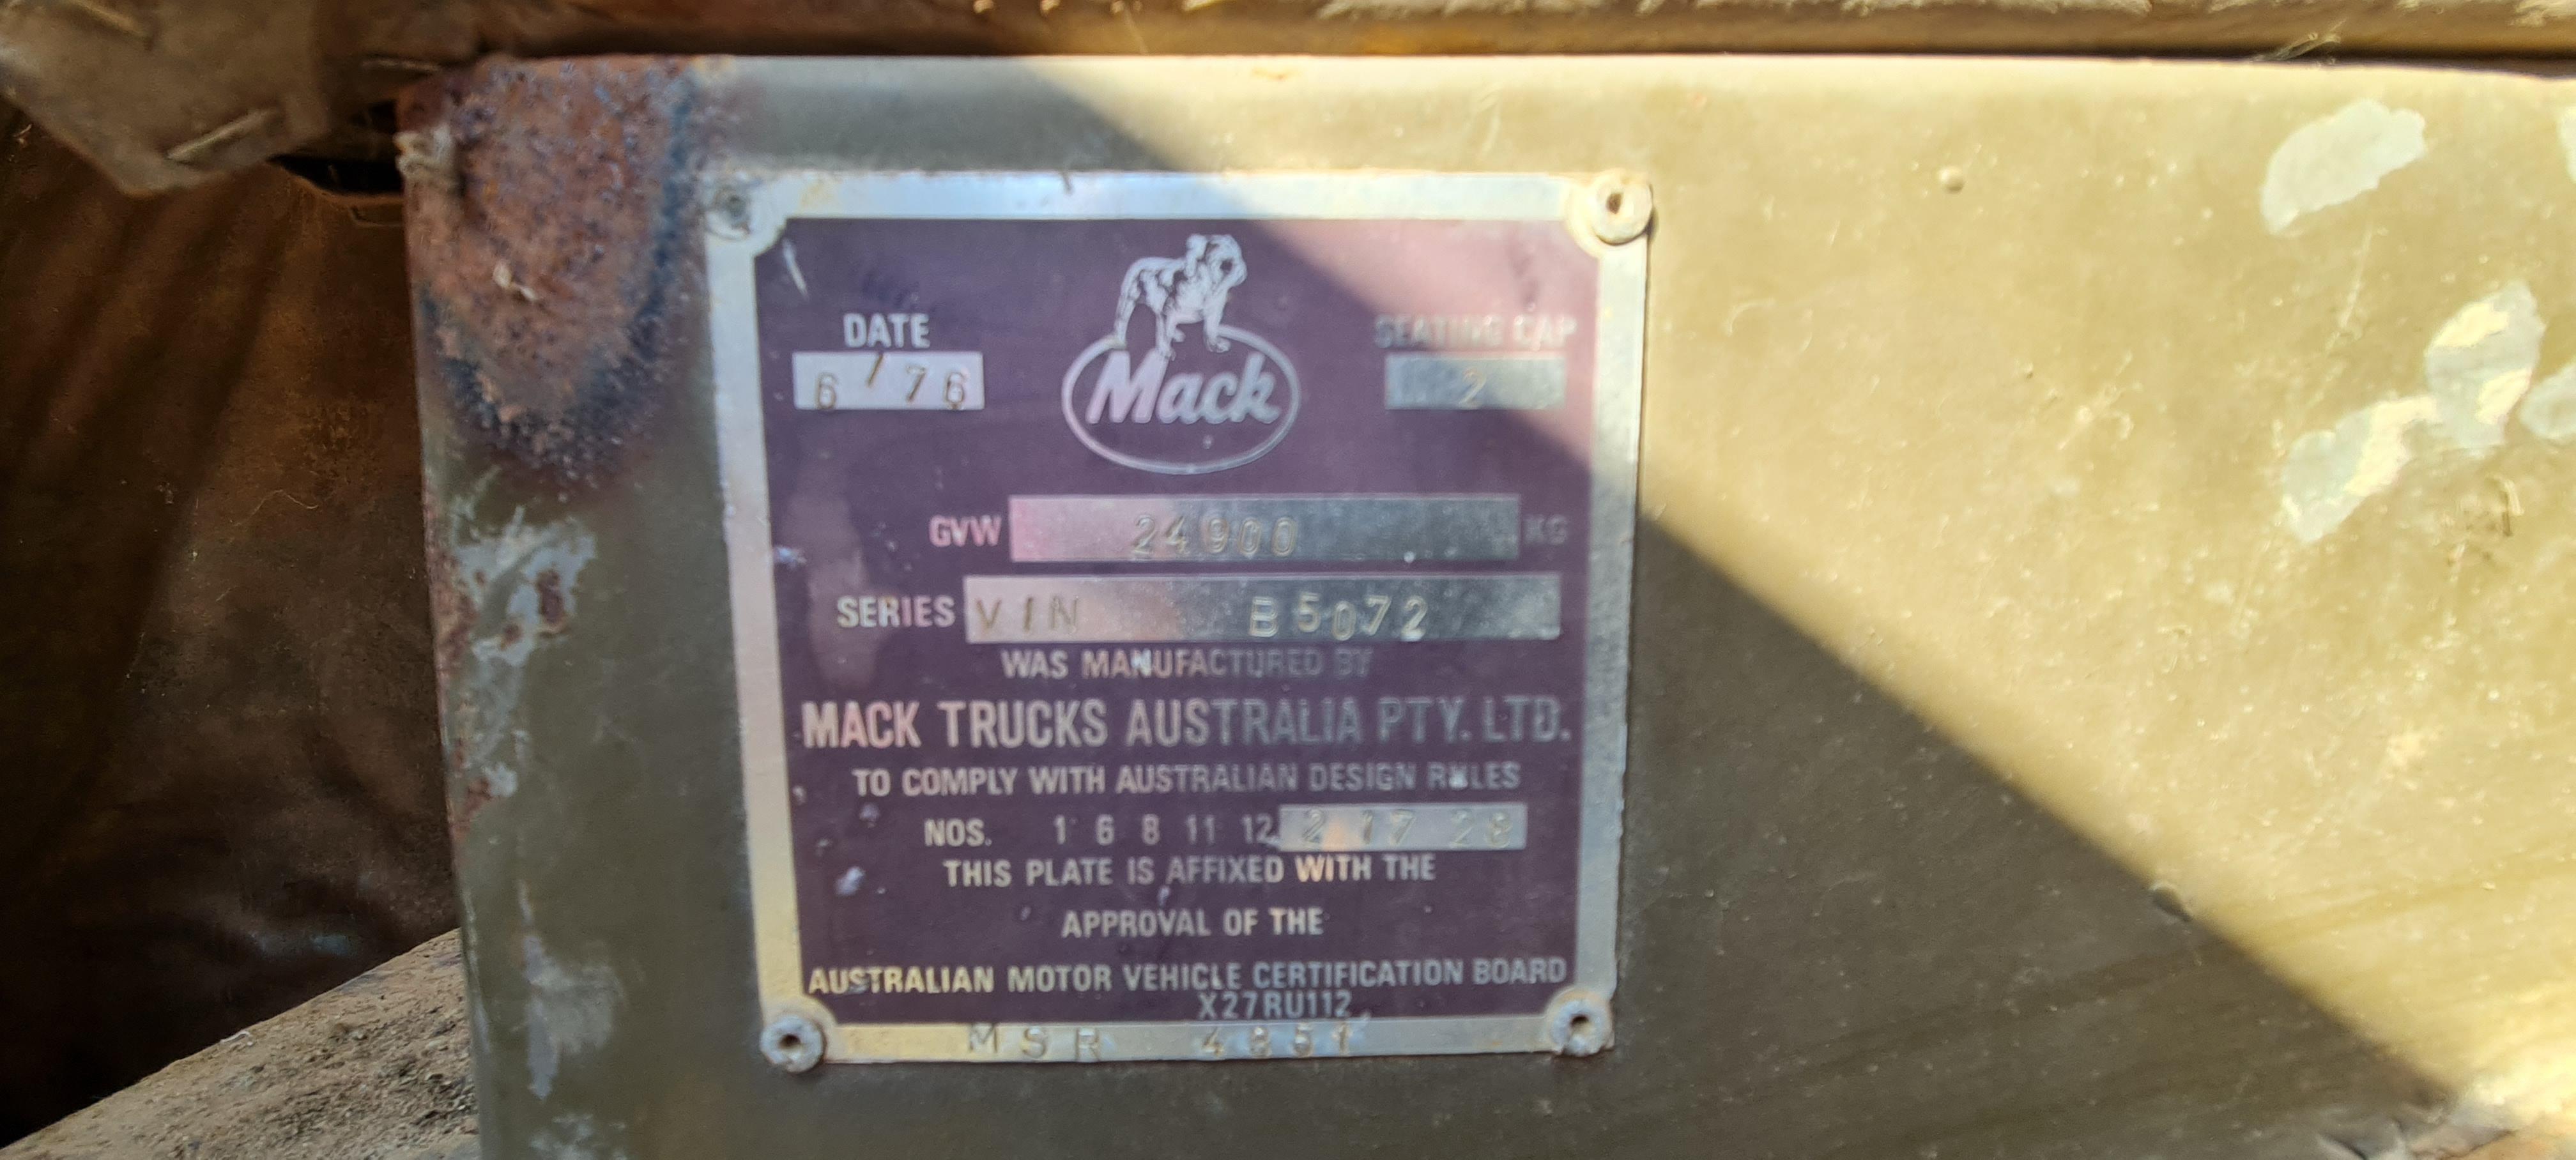 DATE
6/76
Mack
SEATING CAP
2
GVW 24900 KG
SERIES VIN B5072
WAS MANUFACTURED BY
MACK TRUCKS AUSTRALIA PTY. LTD.
TO COMPLY WITH AUSTRALIAN DESIGN RULES
NOS. 1 6 8 11 12 2 17 28
THIS PLATE IS AFFIXED WITH THE
APPROVAL OF THE
AUSTRALIAN MOTOR VEHICLE CERTIFICATION BOARD
X27RU112
MSR 4851